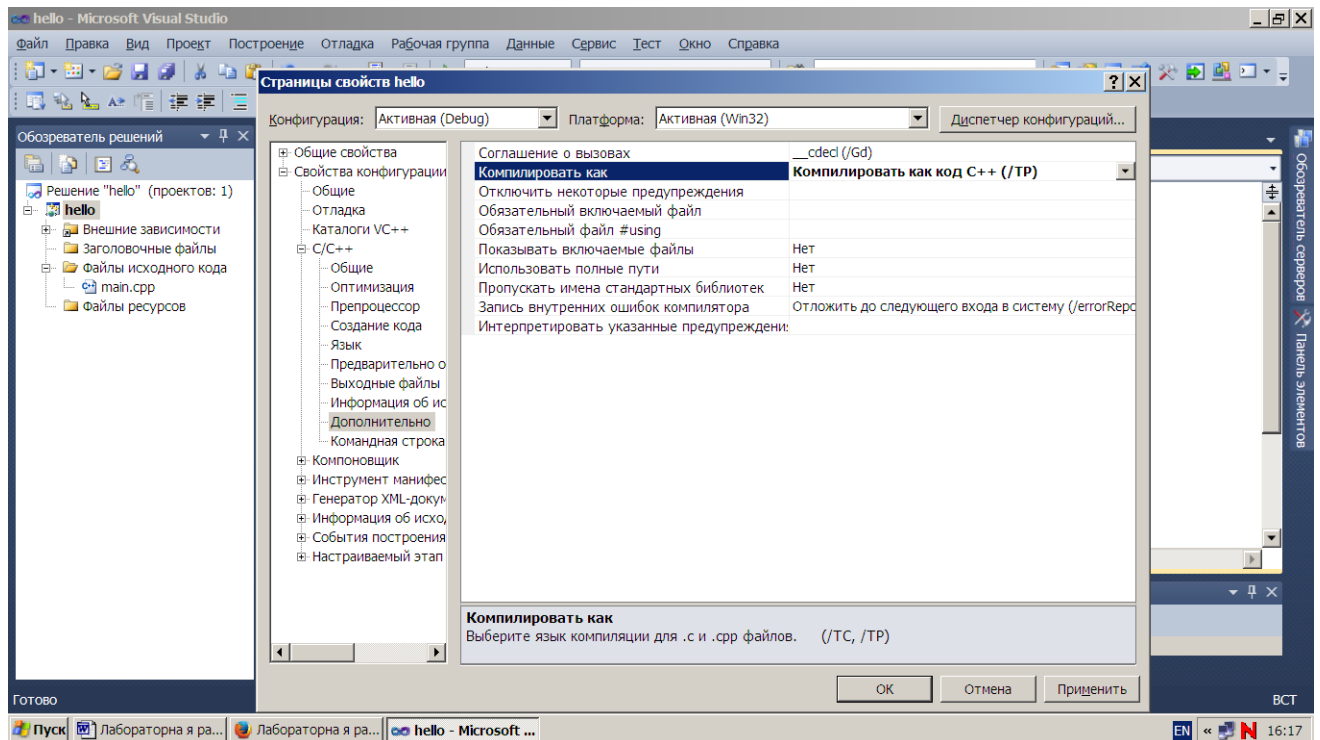 hello - Microsoft Visual Studio
Файл Правка Вид Проект Построение Отладка Рабочая группа Данные Сервис Тест Окно Справка
Страницы свойств hello
Конфигурация: Активная (Debug) Платформа: Активная (Win32) Диспетчер конфигураций...
Обозреватель решений
Решение "hello" (проектов: 1)
hello
Внешние зависимости
Заголовочные файлы
Файлы исходного кода
main.cpp
Файлы ресурсов
Общие свойства
Свойства конфигурации
Общие
Отладка
Каталоги VC++
C/C++
Общие
Оптимизация
Препроцессор
Создание кода
Язык
Предварительно о
Выходные файлы
Информация об ис
Дополнительно
Командная строка
Компоновщик
Инструмент манифес
Генератор XML-докум
Информация об исхо
События построения
Настраиваемый этап
Соглашение о вызовах __cdecl (/Gd)
Компилировать как Компилировать как код C++ (/TP)
Отключить некоторые предупреждения
Обязательный включаемый файл
Обязательный файл #using
Показывать включаемые файлы Нет
Использовать полные пути Нет
Пропускать имена стандартных библиотек Нет
Запись внутренних ошибок компилятора Отложить до следующего входа в систему (/errorRepo
Интерпретировать указанные предупреждени
Компилировать как
Выберите язык компиляции для .c и .cpp файлов. (/TC, /TP)
ОК Отмена Применить
Обозреватель серверов
Панель элементов
Готово ВСТ
Пуск Лабораторна я ра... Лабораторна я ра... hello - Microsoft ... EN « 16:17